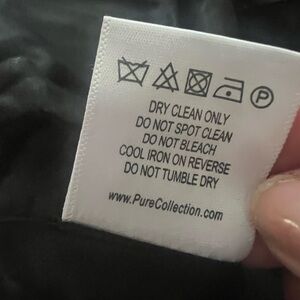 P
DRY CLEAN ONLY
DO NOT SPOT CLEAN
DO NOT BLEACH
COOL IRON ON REVERSE
DO NOT TUMBLE DRY
www.PureCollection.com